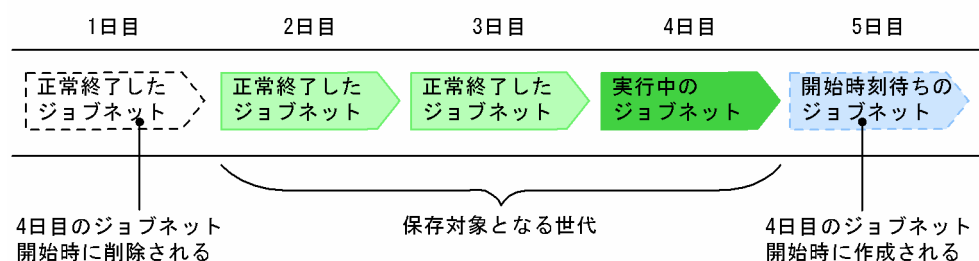 1日目
2日目
3日目
4日目
5日目
正常終了した
ジョブネット
正常終了した
ジョブネット
正常終了した
ジョブネット
実行中の
ジョブネット
開始時刻待ちの
ジョブネット
4日目のジョブネット
開始時に削除される
保存対象となる世代
4日目のジョブネット
開始時に作成される